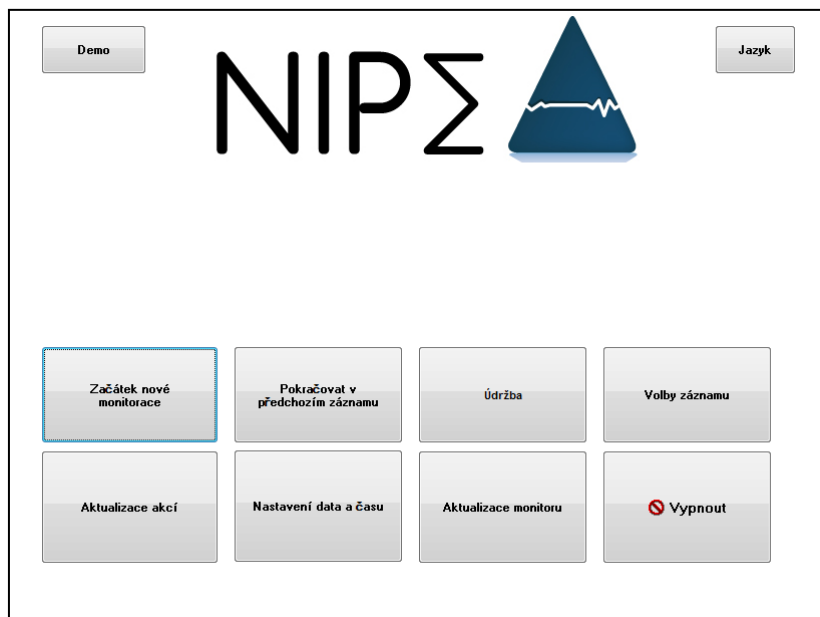 Demo
NIPΣ
Jazyk
Začátek nové
monitorace
Pokračovat v
předchozím záznamu
Údržba
Volby záznamu
Aktualizace akcí
Nastavení data a času
Aktualizace monitoru
Vypnout